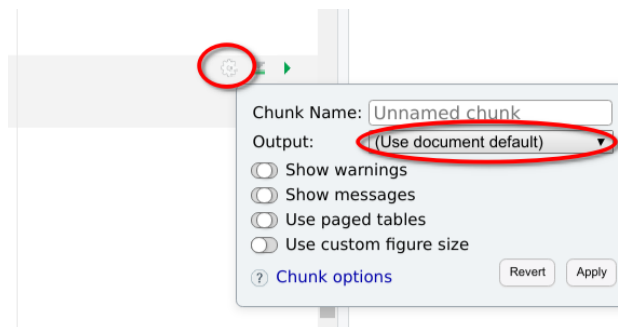 Chunk Name: Unnamed chunk
Output: (Use document default)
Show warnings
Show messages
Use paged tables
Use custom figure size
? Chunk options Revert Apply